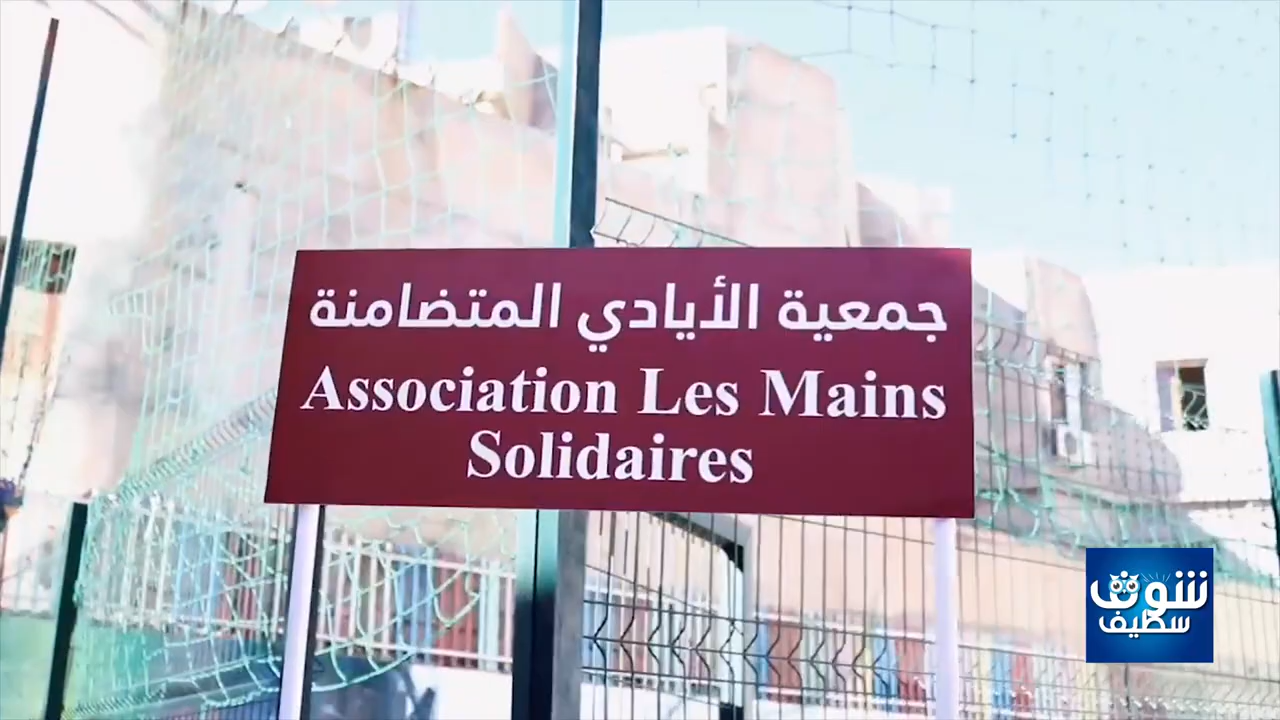 جمعية الأيادي المتضامنة
Association Les Mains
Solidaires
شوف
سطيف